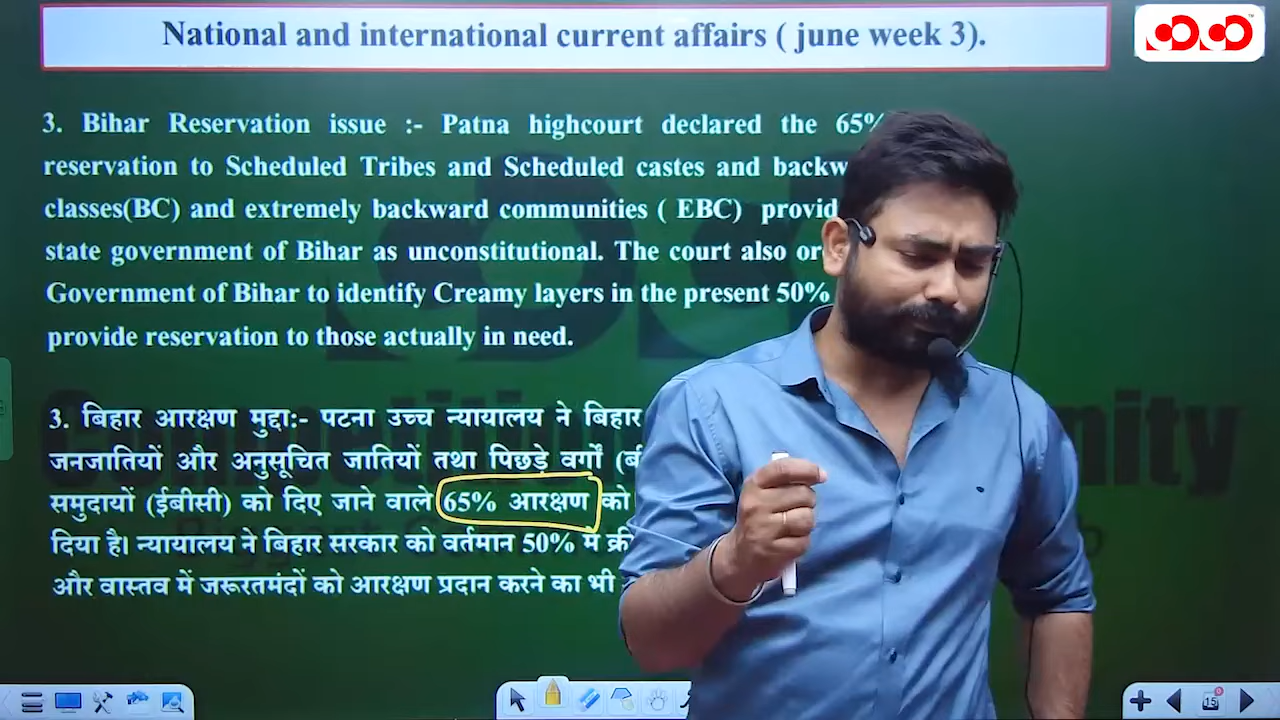 National and international current affairs ( june week 3).
3. Bihar Reservation issue :- Patna highcourt declared the 65%
reservation to Scheduled Tribes and Scheduled castes and backw
classes(BC) and extremely backward communities ( EBC) provid
state government of Bihar as unconstitutional. The court also or
Government of Bihar to identify Creamy layers in the present 50%
provide reservation to those actually in need.
3. बिहार आरक्षण मुद्दा:- पटना उच्च न्यायालय ने बिहार
जनजातियों और अनुसूचित जातियों तथा पिछड़े वर्गों
समुदायों (ईबीसी) को दिए जाने वाले 65% आरक्षण को
दिया है। न्यायालय ने बिहार सरकार को वर्तमान 50% में
और वास्तव में जरूरतमंदों को आरक्षण प्रदान करने का भी
15